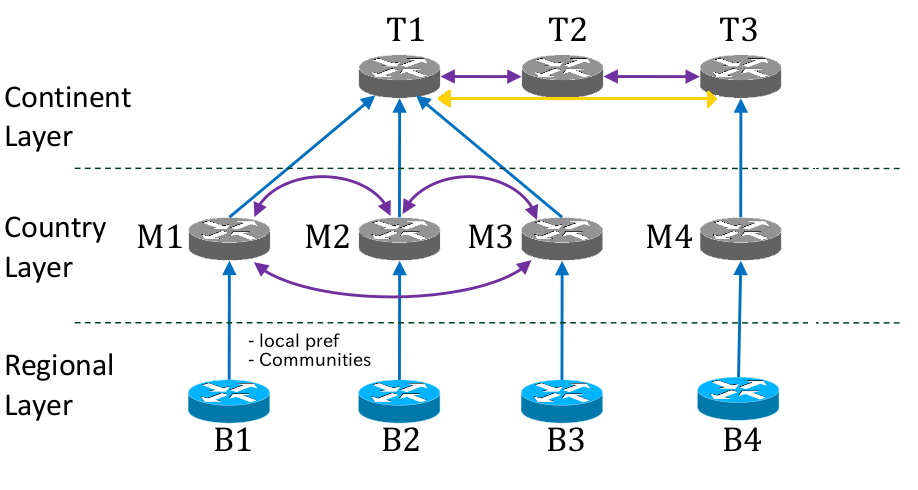 T1
T2
T3
Continent
Layer
Country
Layer
M1
M2
M3
M4
- local pref
- Communities
Regional
Layer
B1
B2
B3
B4